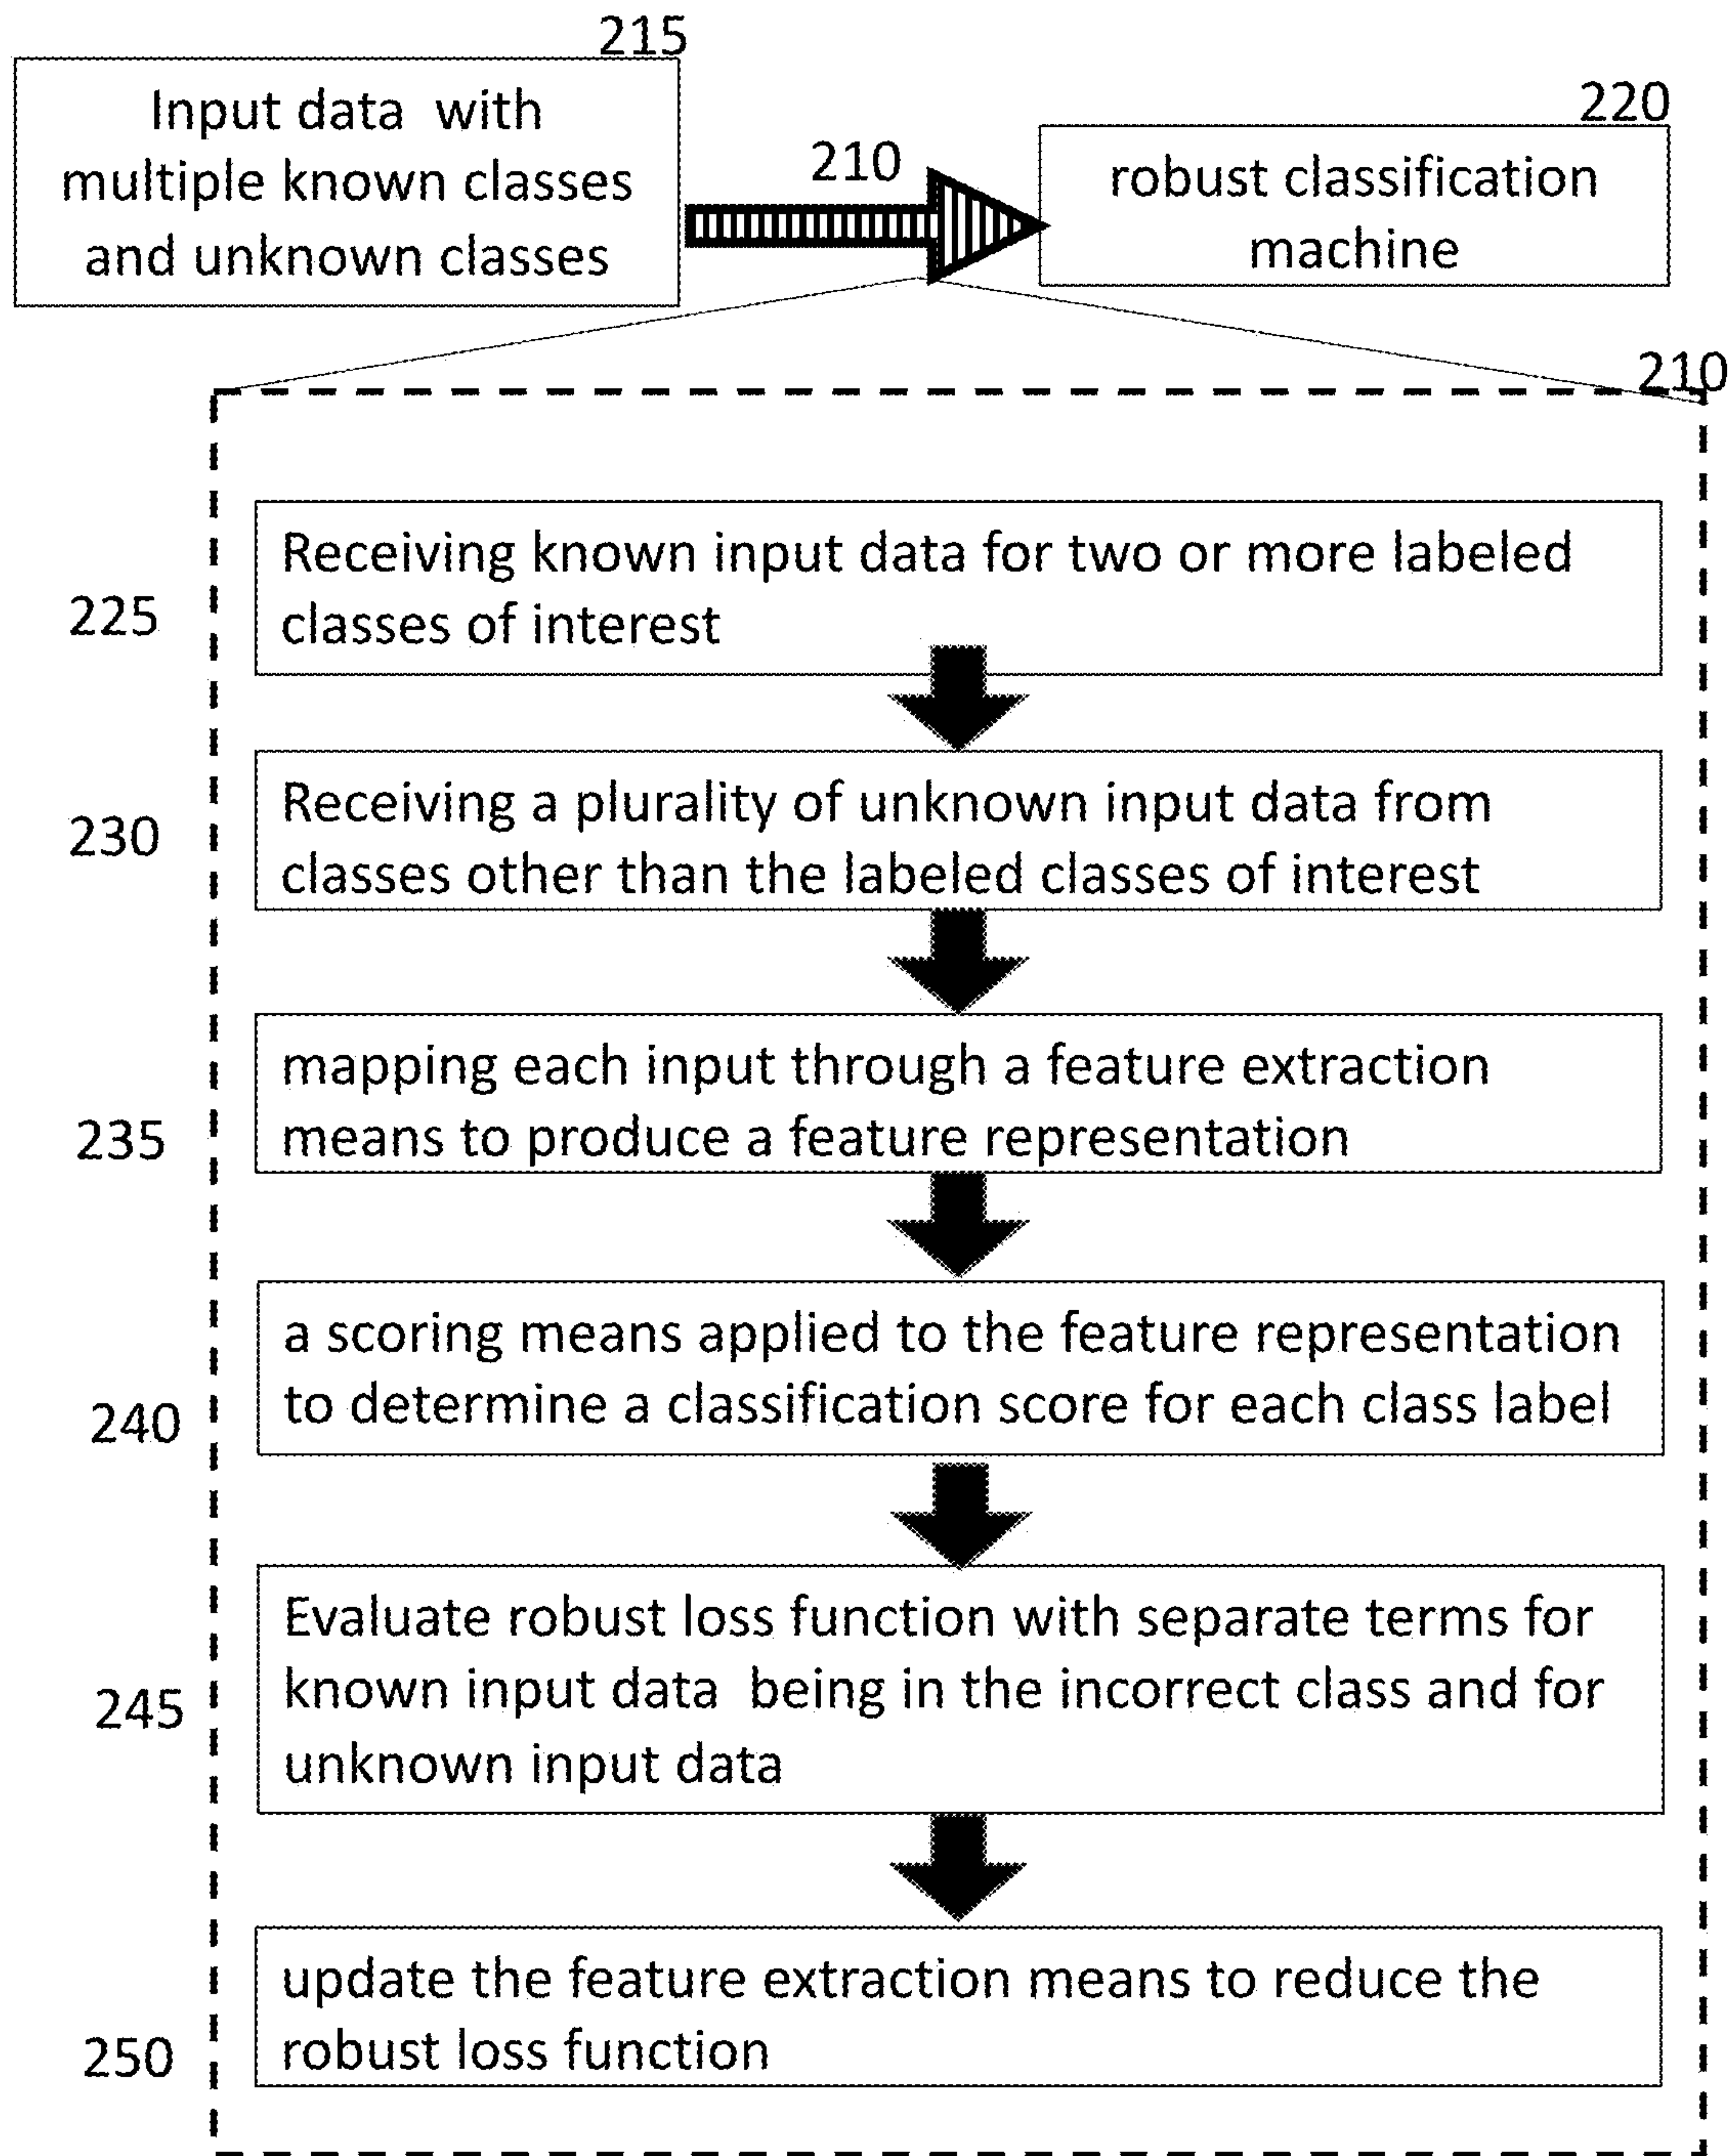 215
Input data with
multiple known classes
and unknown classes
210
220
robust classification
machine
210
Receiving known input data for two or more labeled
classes of interest
225
Receiving a plurality of unknown input data from
classes other than the labeled classes of interest
230
mapping each input through a feature extraction
means to produce a feature representation
235
a scoring means applied to the feature representation
to determine a classification score for each class label
240
Evaluate robust loss function with separate terms for
known input data being in the incorrect class and for
unknown input data
245
update the feature extraction means to reduce the
robust loss function
250